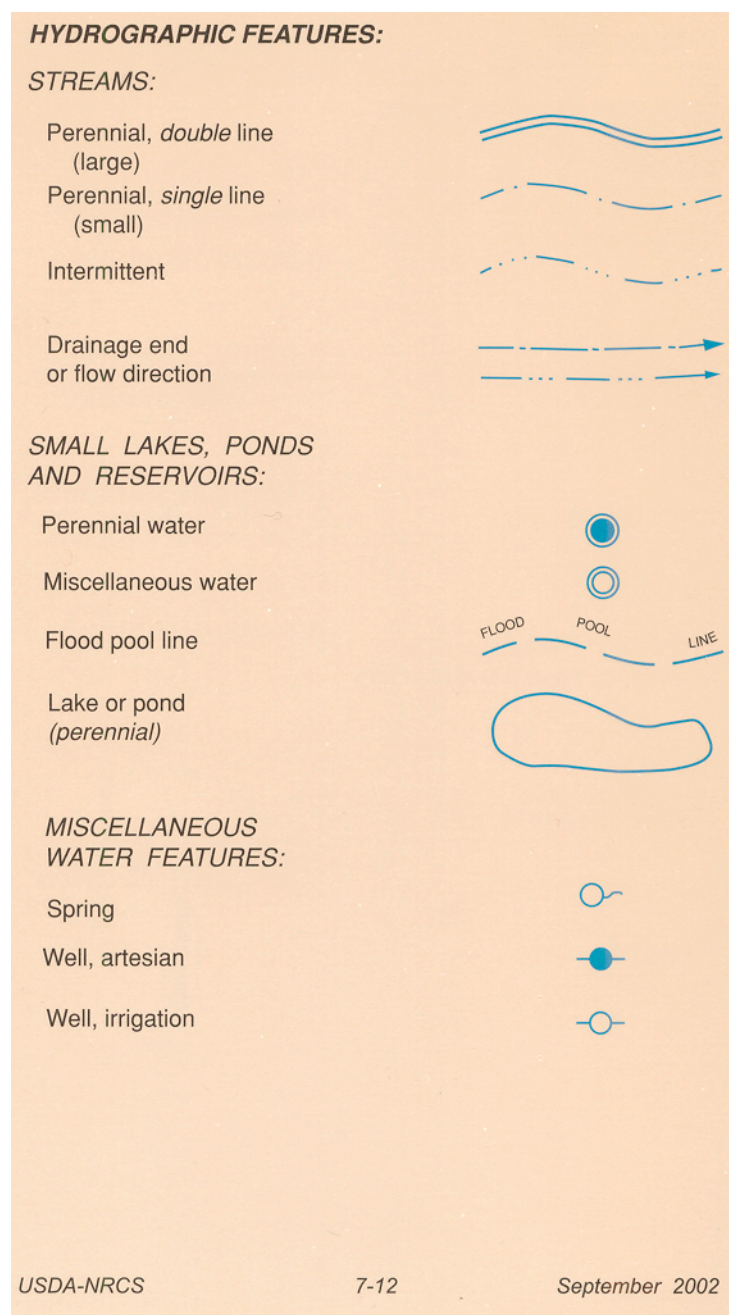 HYDROGRAPHIC FEATURES:
STREAMS:
Perennial, double line
(large)
Perennial, single line
(small)
Intermittent
Drainage end
or flow direction
SMALL LAKES, PONDS
AND RESERVOIRS:
Perennial water
Miscellaneous water
Flood pool line
FLOOD POOL LINE
Lake or pond
(perennial)
MISCELLANEOUS
WATER FEATURES:
Spring
Well, artesian
Well, irrigation
USDA-NRCS 7-12 September 2002